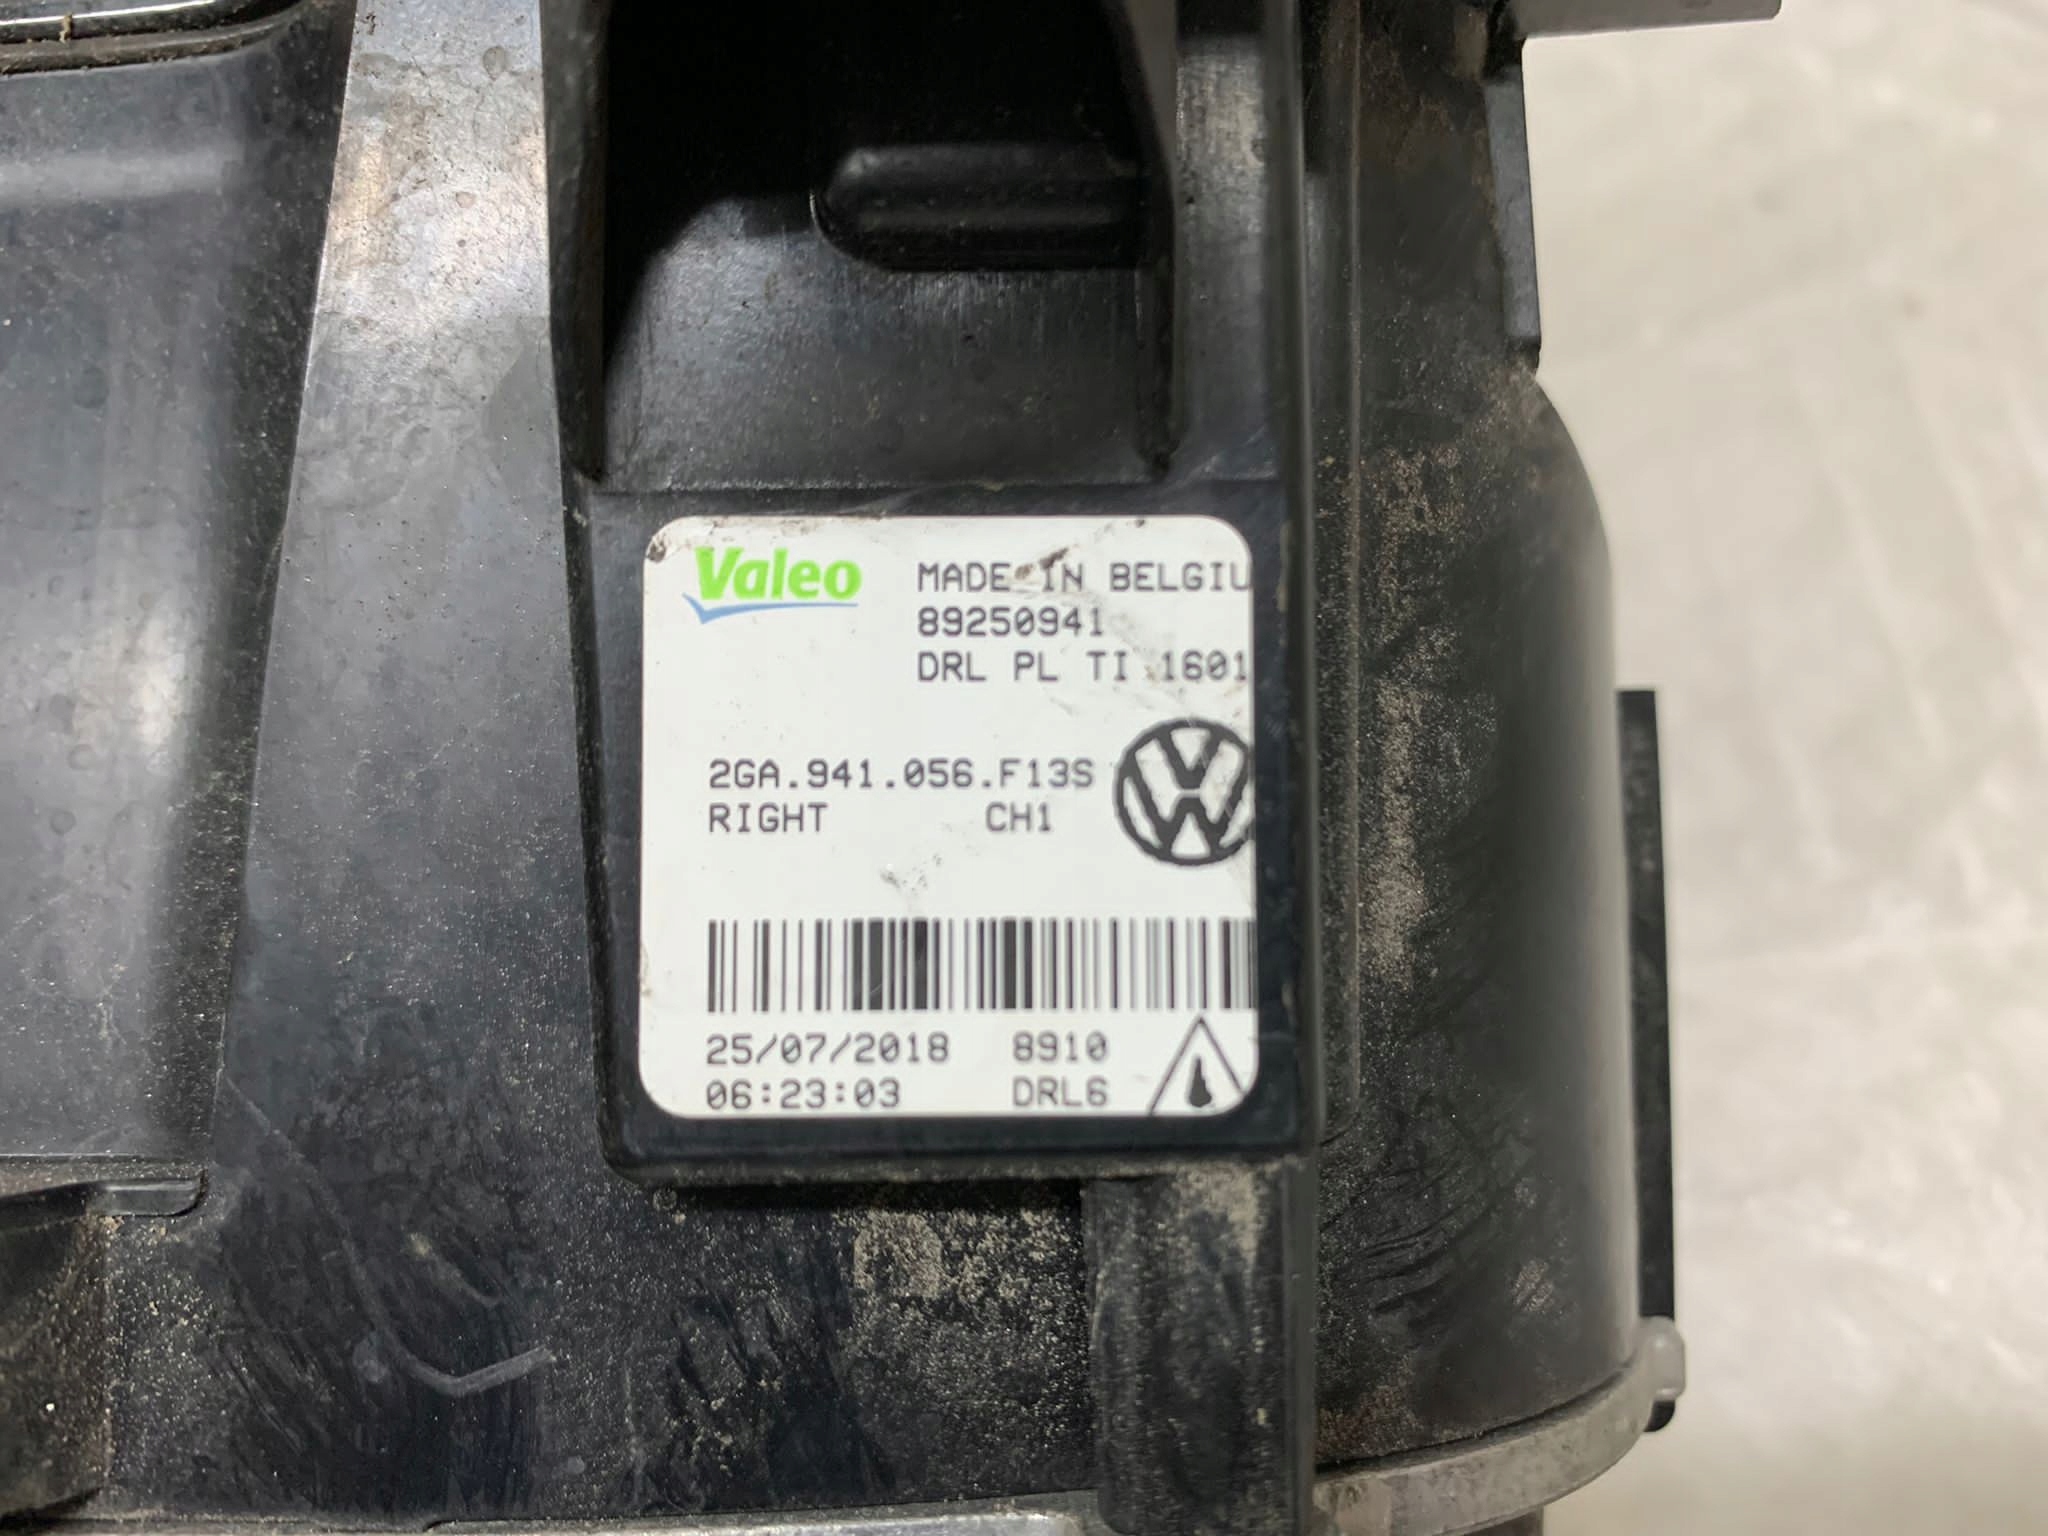 Valeo
MADE IN BELGIU
89250941
DRL PL TI 1601
2GA.941.056.F13S
RIGHT CH1
25/07/2018 8910
06:23:03 DRL6